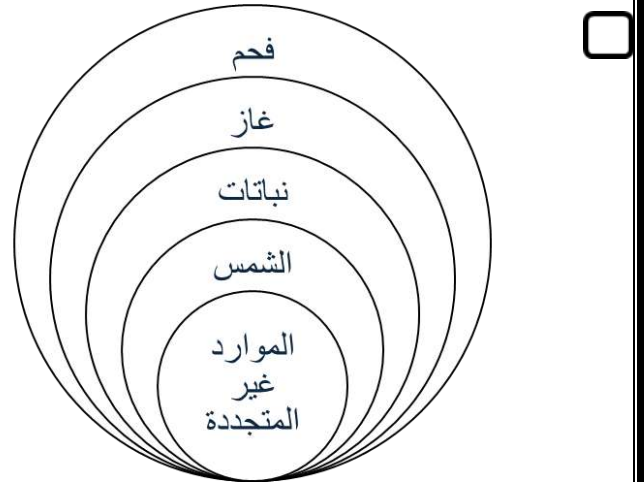 فحم
غاز
نباتات
الشمس
الموارد
غير
المتجددة